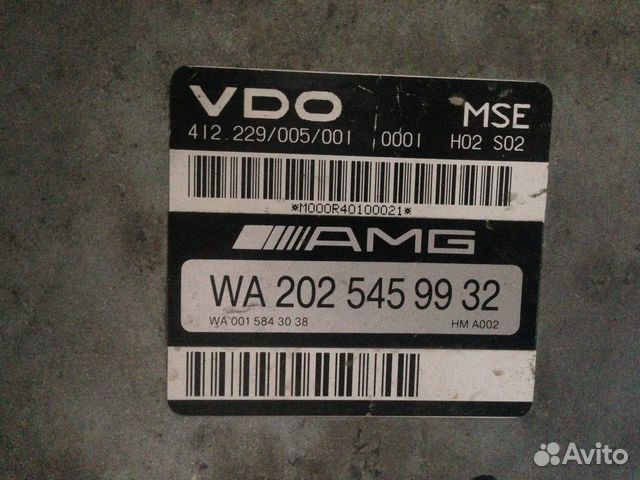 VDO MSE
412.229/005/001 0001 H02 S02
*M000R40100021*
AMG
WA 202 545 99 32
WA 001 584 30 38 HM A002
Avito